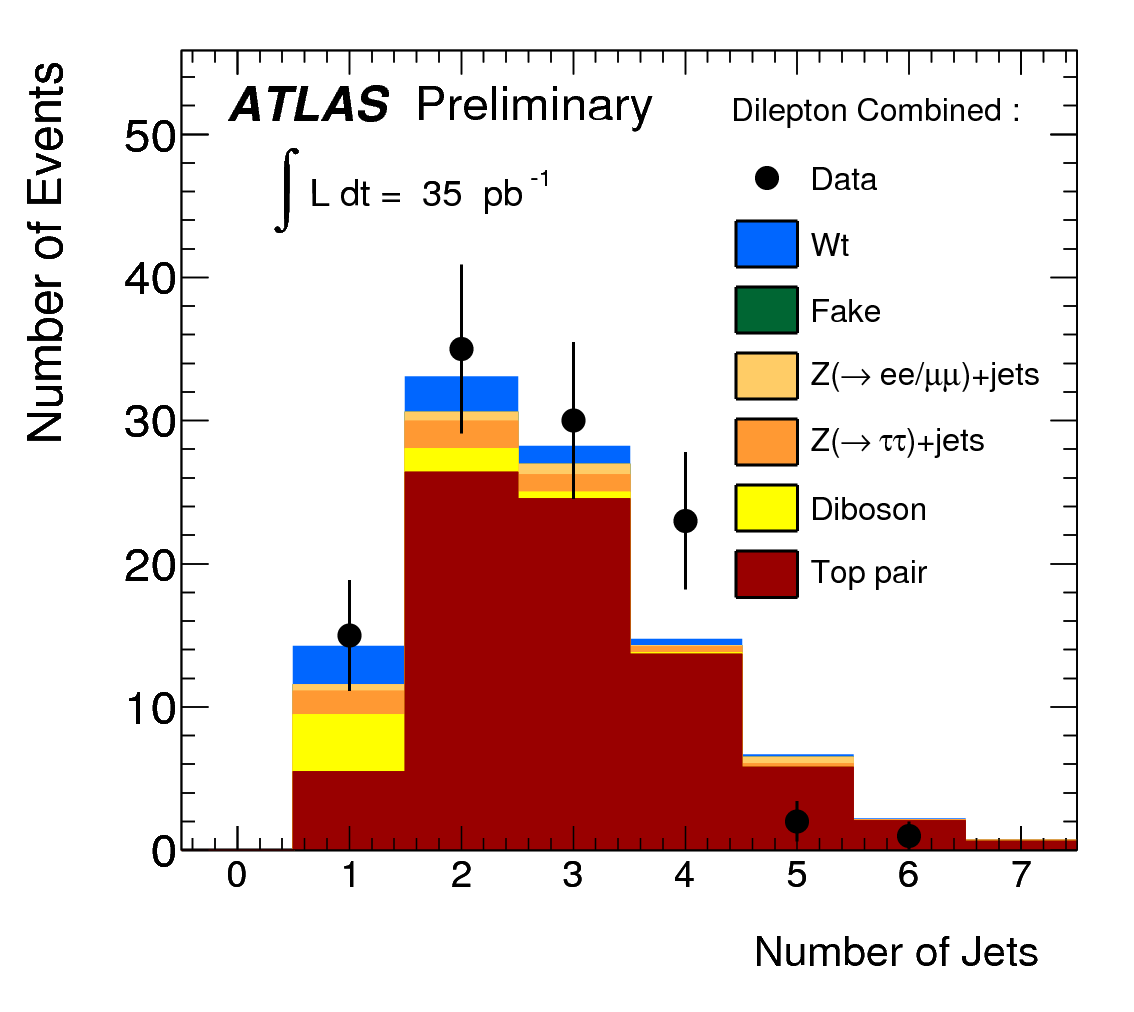 ATLAS Preliminary
∫ L dt = 35 pb⁻¹
Dilepton Combined :
Data
Wt
Fake
Z(→ ee/μμ)+jets
Z(→ ττ)+jets
Diboson
Top pair
Number of Events
50
40
30
20
10
0
0 1 2 3 4 5 6 7
Number of Jets